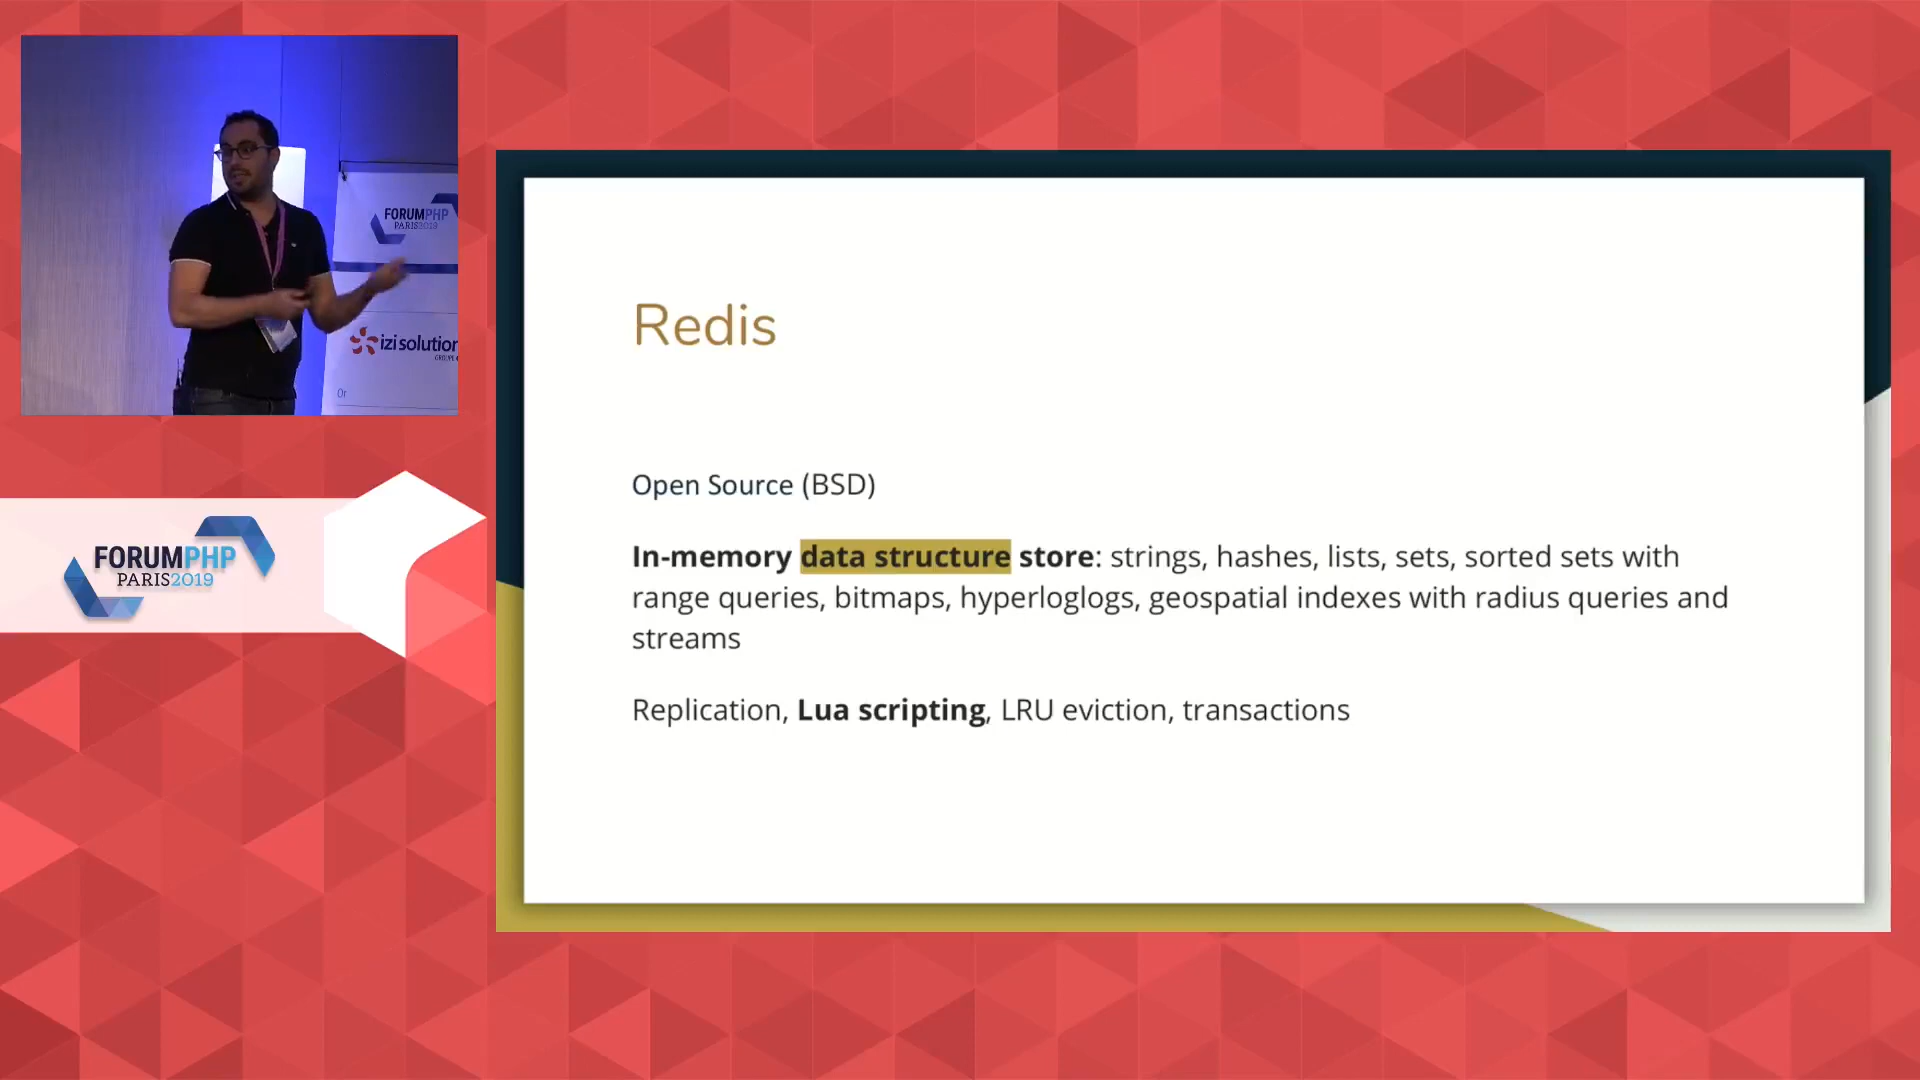 FORUMPHP
PARIS2019
izi solution
GROUPE
Or
FORUMPHP
PARIS2019
Redis
Open Source (BSD)
In-memory data structure store: strings, hashes, lists, sets, sorted sets with
range queries, bitmaps, hyperloglogs, geospatial indexes with radius queries and
streams
Replication, Lua scripting, LRU eviction, transactions